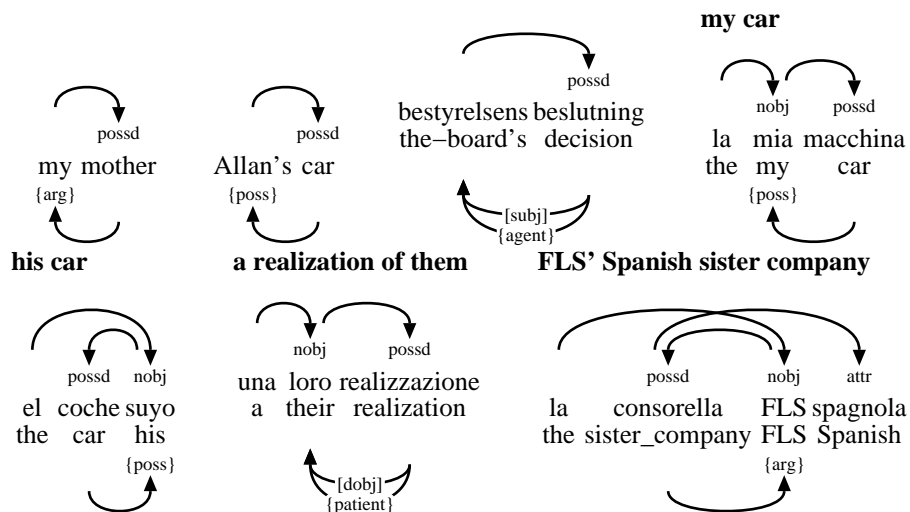 my car
possd
my mother
{arg}
possd
Allan's car
{poss}
possd
bestyrelsens beslutning
the−board's decision
[subj]
{agent}
nobj possd
la mia macchina
the my car
{poss}
his car
a realization of them
FLS' Spanish sister company
possd nobj
el coche suyo
the car his
{poss}
nobj possd
una loro realizzazione
a their realization
[dobj]
{patient}
possd nobj attr
la consorella FLS spagnola
the sister_company FLS Spanish
{arg}